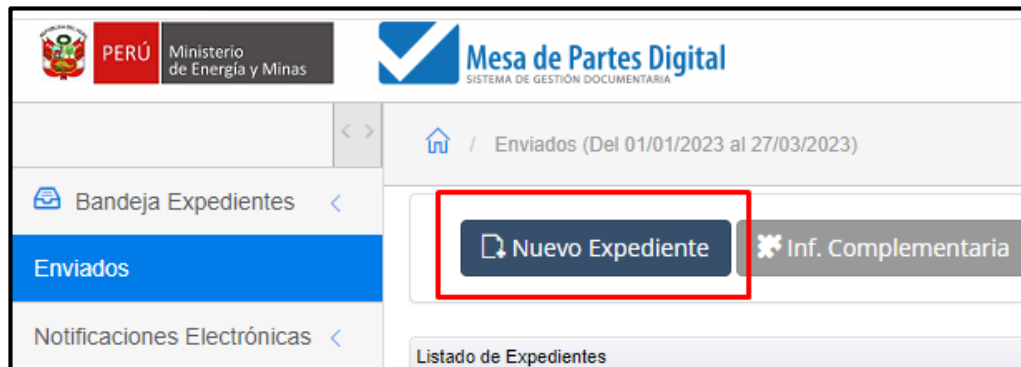 PERÚ
Ministerio
de Energía y Minas
Mesa de Partes Digital
SISTEMA DE GESTIÓN DOCUMENTARIA
/ Enviados (Del 01/01/2023 al 27/03/2023)
Bandeja Expedientes
Enviados
Notificaciones Electrónicas
Nuevo Expediente
Inf. Complementaria
Listado de Expedientes